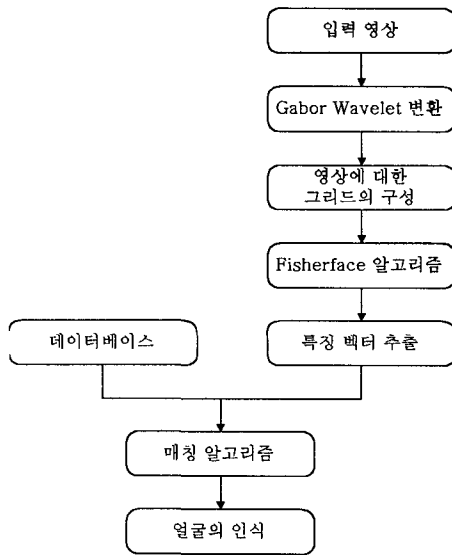 입력 영상
Gabor Wavelet 변환
영상에 대한
그리드의 구성
Fisherface 알고리즘
데이터베이스
특징 벡터 추출
매칭 알고리즘
얼굴의 인식